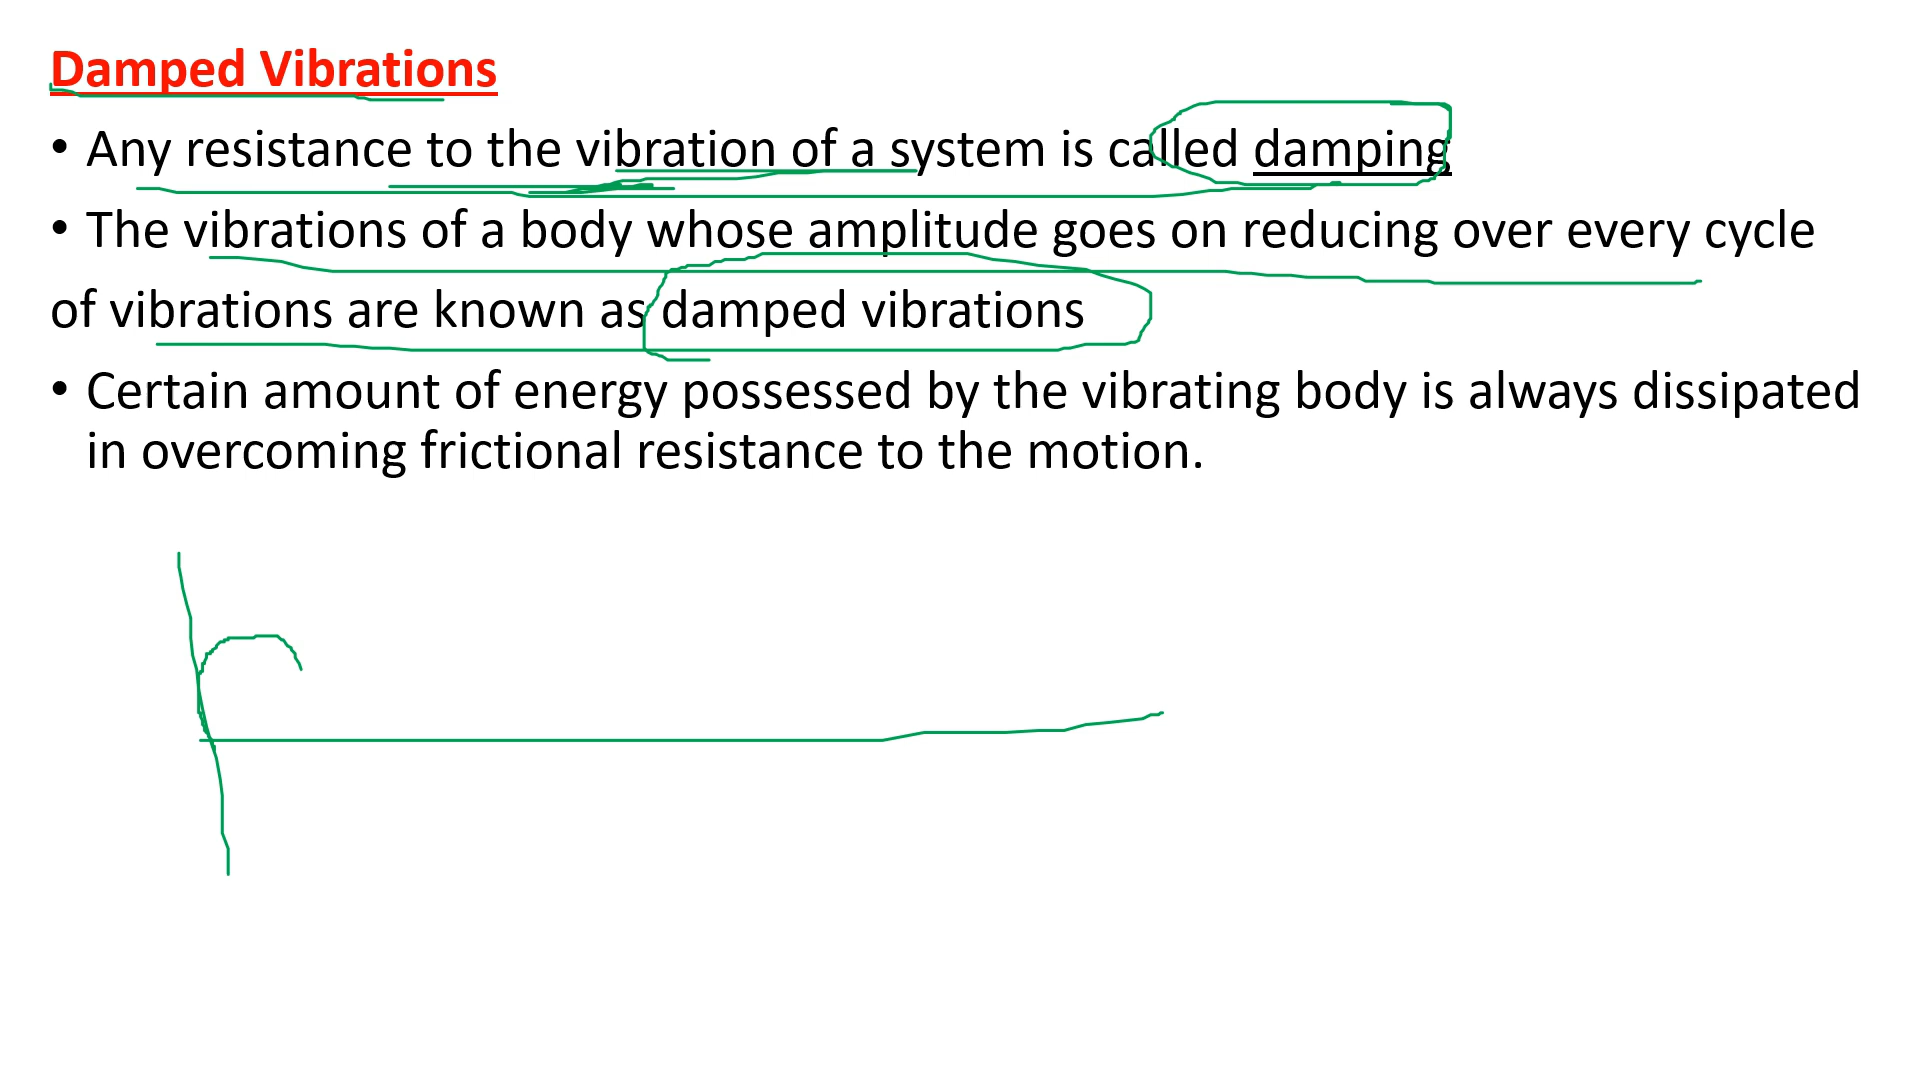 Damped Vibrations
• Any resistance to the vibration of a system is called damping
• The vibrations of a body whose amplitude goes on reducing over every cycle
of vibrations are known as damped vibrations
• Certain amount of energy possessed by the vibrating body is always dissipated
in overcoming frictional resistance to the motion.